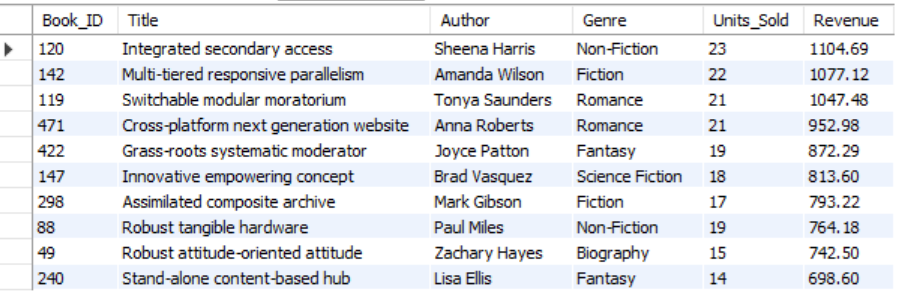 Book_ID Title Author Genre Units_Sold Revenue
120 Integrated secondary access Sheena Harris Non-Fiction 23 1104.69
142 Multi-tiered responsive parallelism Amanda Wilson Fiction 22 1077.12
119 Switchable modular moratorium Tonya Saunders Romance 21 1047.48
471 Cross-platform next generation website Anna Roberts Romance 21 952.98
422 Grass-roots systematic moderator Joyce Patton Fantasy 19 872.29
147 Innovative empowering concept Brad Vasquez Science Fiction 18 813.60
298 Assimilated composite archive Mark Gibson Fiction 17 793.22
88 Robust tangible hardware Paul Miles Non-Fiction 19 764.18
49 Robust attitude-oriented attitude Zachary Hayes Biography 15 742.50
240 Stand-alone content-based hub Lisa Ellis Fantasy 14 698.60